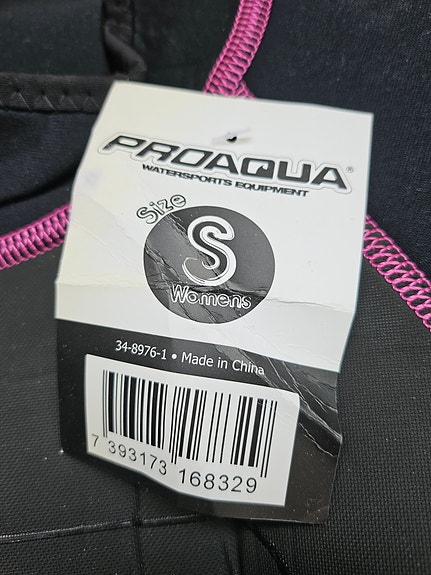 PROAQUA®
WATERSPORTS EQUIPMENT
Size
S
Womens
34-8976-1 • Made in China
7 393173 168329